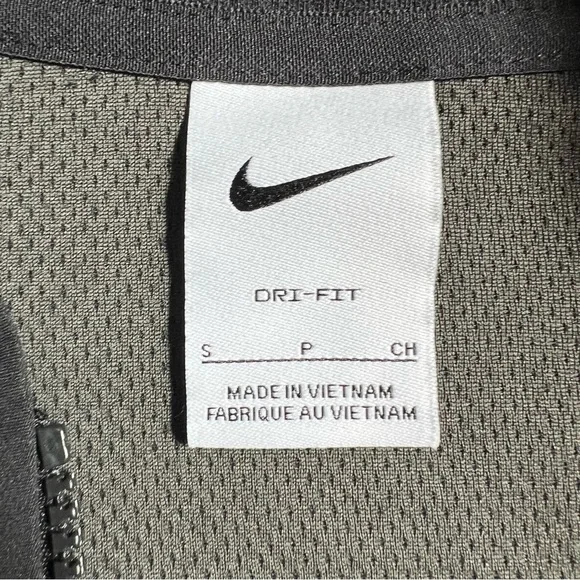 DRI-FIT
S P CH
MADE IN VIETNAM
FABRIQUE AU VIETNAM